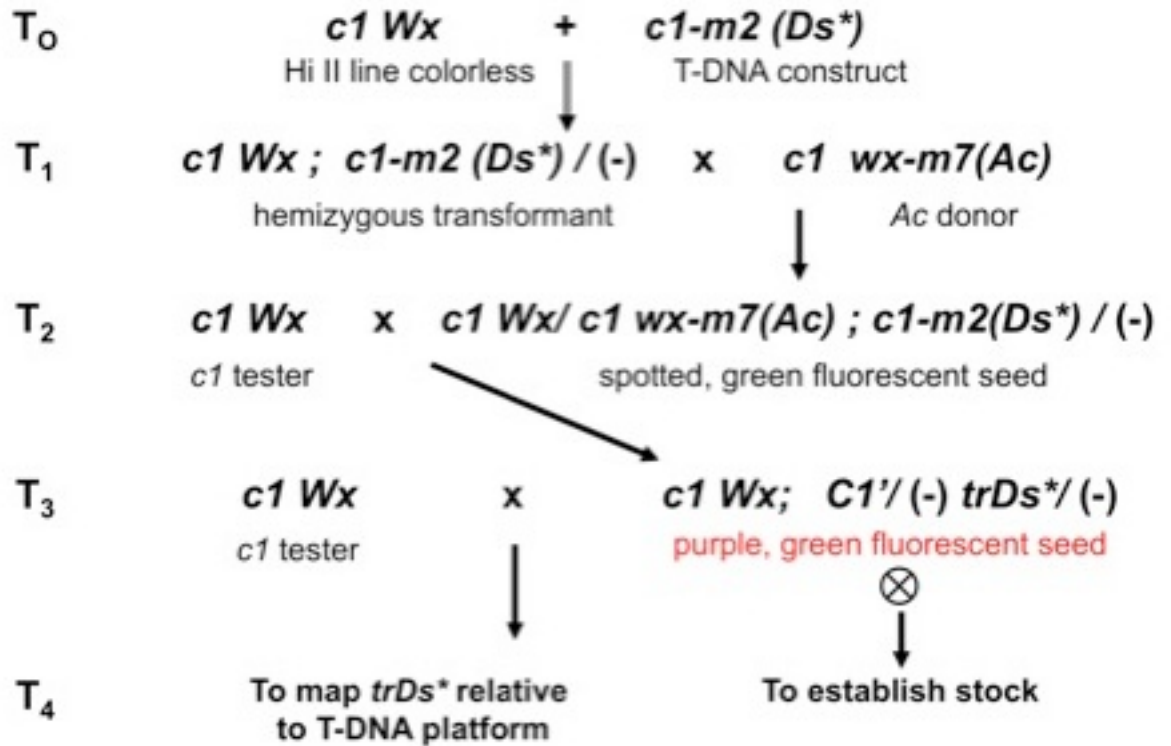 T₀ c1 Wx + c1-m2 (Ds*)
Hi II line colorless T-DNA construct
T₁ c1 Wx ; c1-m2 (Ds*) / (-) x c1 wx-m7(Ac)
hemizygous transformant Ac donor
T₂ c1 Wx x c1 Wx/ c1 wx-m7(Ac) ; c1-m2(Ds*) / (-)
c1 tester spotted, green fluorescent seed
T₃ c1 Wx x c1 Wx; C1'/ (-) trDs*/ (-)
c1 tester purple, green fluorescent seed
T₄ To map trDs* relative To establish stock
to T-DNA platform